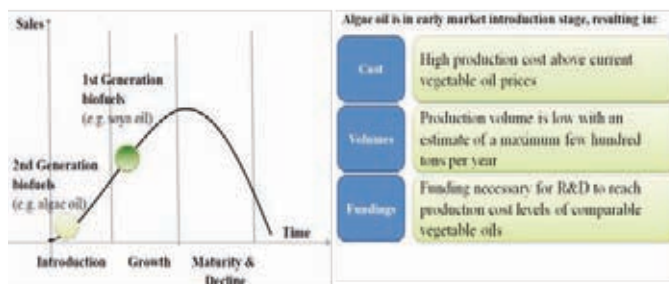 Sales
1st Generation
biofuels
(e.g. soya oil)
2nd Generation
biofuels
(e.g. algae oil)
Time
Introduction
Growth
Maturity &
Decline
Algae oil is in early market introduction stage, resulting in:
Cost
High production cost above current
vegetable oil prices
Volumes
Production volume is low with an
estimate of a maximum few hundred
tons per year
Fundings
Funding necessary for R&D to reach
production cost levels of comparable
vegetable oils